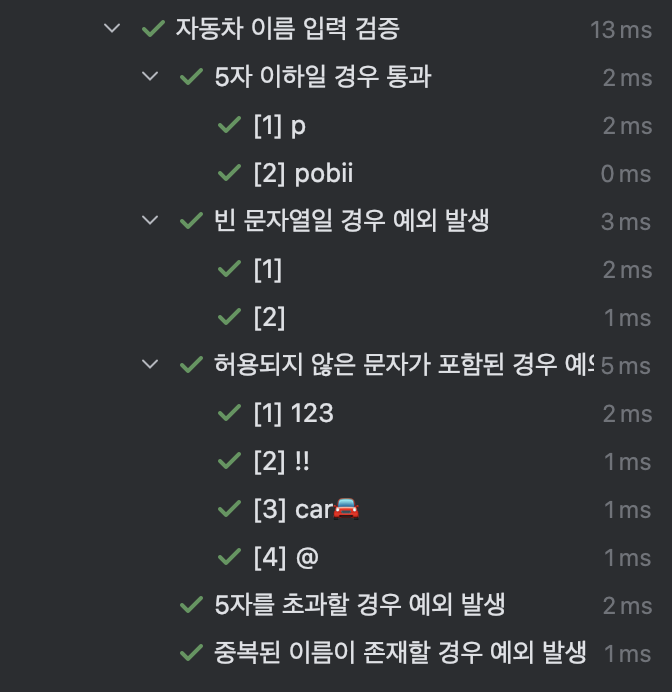 자동차 이름 입력 검증 13 ms
5자 이하일 경우 통과 2 ms
[1] p 2 ms
[2] pobii 0 ms
빈 문자열일 경우 예외 발생 3 ms
[1] 2 ms
[2] 1 ms
허용되지 않은 문자가 포함된 경우 예외 5 ms
[1] 123 2 ms
[2] !! 1 ms
[3] car🚘 1 ms
[4] @ 1 ms
5자를 초과할 경우 예외 발생 2 ms
중복된 이름이 존재할 경우 예외 발생 1 ms